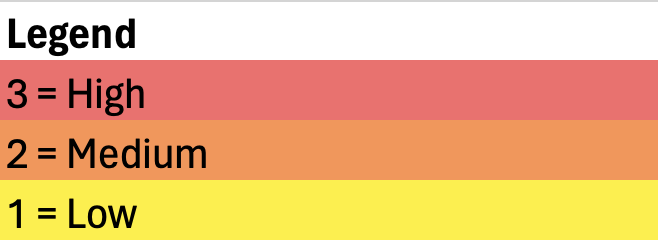 Legend
3 = High
2 = Medium
1 = Low